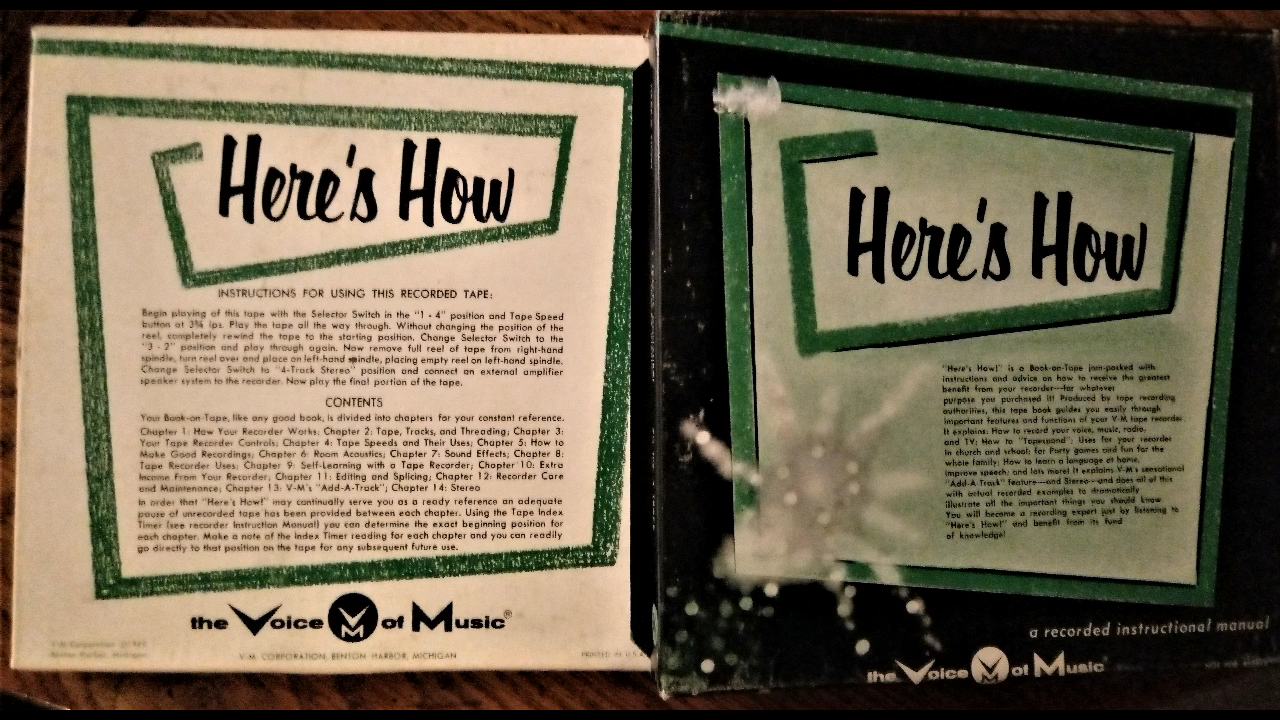 Here's How
INSTRUCTIONS FOR USING THIS RECORDED TAPE:
Begin playing of this tape with the Selector Switch in the "1 - 4" position and Tape Speed
button at 3¾ ips. Play the tape all the way through. Without changing the position of the
reel, completely rewind the tape to the starting position. Change Selector Switch to the
"3 - 2" position and play through again. Now remove full reel of tape from right-hand
spindle, turn reel over and place on left-hand spindle, placing empty reel on left-hand spindle.
Change Selector Switch to "4-Track Stereo" position and connect an external amplifier
speaker system to the recorder. Now play the final portion of the tape.
CONTENTS
Your Book-on-Tape, like any good book, is divided into chapters for your constant reference.
Chapter 1: How Your Recorder Works; Chapter 2: Tape, Tracks, and Threading; Chapter 3:
Your Tape Recorder Controls; Chapter 4: Tape Speeds and Their Uses; Chapter 5: How to
Make Good Recordings; Chapter 6: Room Acoustics; Chapter 7: Sound Effects; Chapter 8:
Tape Recorder Uses; Chapter 9: Self-Learning with a Tape Recorder; Chapter 10: Extra
Income From Your Recorder; Chapter 11: Editing and Splicing; Chapter 12: Recorder Care
and Maintenance; Chapter 13: V-M's "Add-A-Track"; Chapter 14: Stereo
In order that "Here's How!" may continually serve you as a ready reference an adequate
pause of unrecorded tape has been provided between each chapter. Using the Tape Index
Timer (see recorder Instruction Manual) you can determine the exact beginning position for
each chapter. Make a note of the Index Timer reading for each chapter and you can readily
go directly to that position on the tape for any subsequent future use.
the Voice VM of Music®
V-M CORPORATION, BENTON HARBOR, MICHIGAN
PRINTED IN U.S.A.
Here's How
"Here's How!" is a Book-on-Tape jam-packed with
instructions and advice on how to receive the greatest
benefit from your recorder—for whatever
purpose you purchased it! Produced by tape recording
authorities, this tape book guides you easily through
important features and functions of your V-M tape recorder.
It explains: How to record your voice, music, radio,
and TV; How to "Tapespond"; Uses for your recorder
in church and school; for Party games and fun for the
whole family; How to learn a language at home,
improve speech; and lots more! It explains V-M's sensational
"Add-A-Track" feature—and Stereo—and does all of this
with actual recorded examples to dramatically
illustrate all the important things you should know
You will become a recording expert just by listening to
"Here's How!" and benefit from its fund
of knowledge!
a recorded instructional manual
the Voice VM of Music